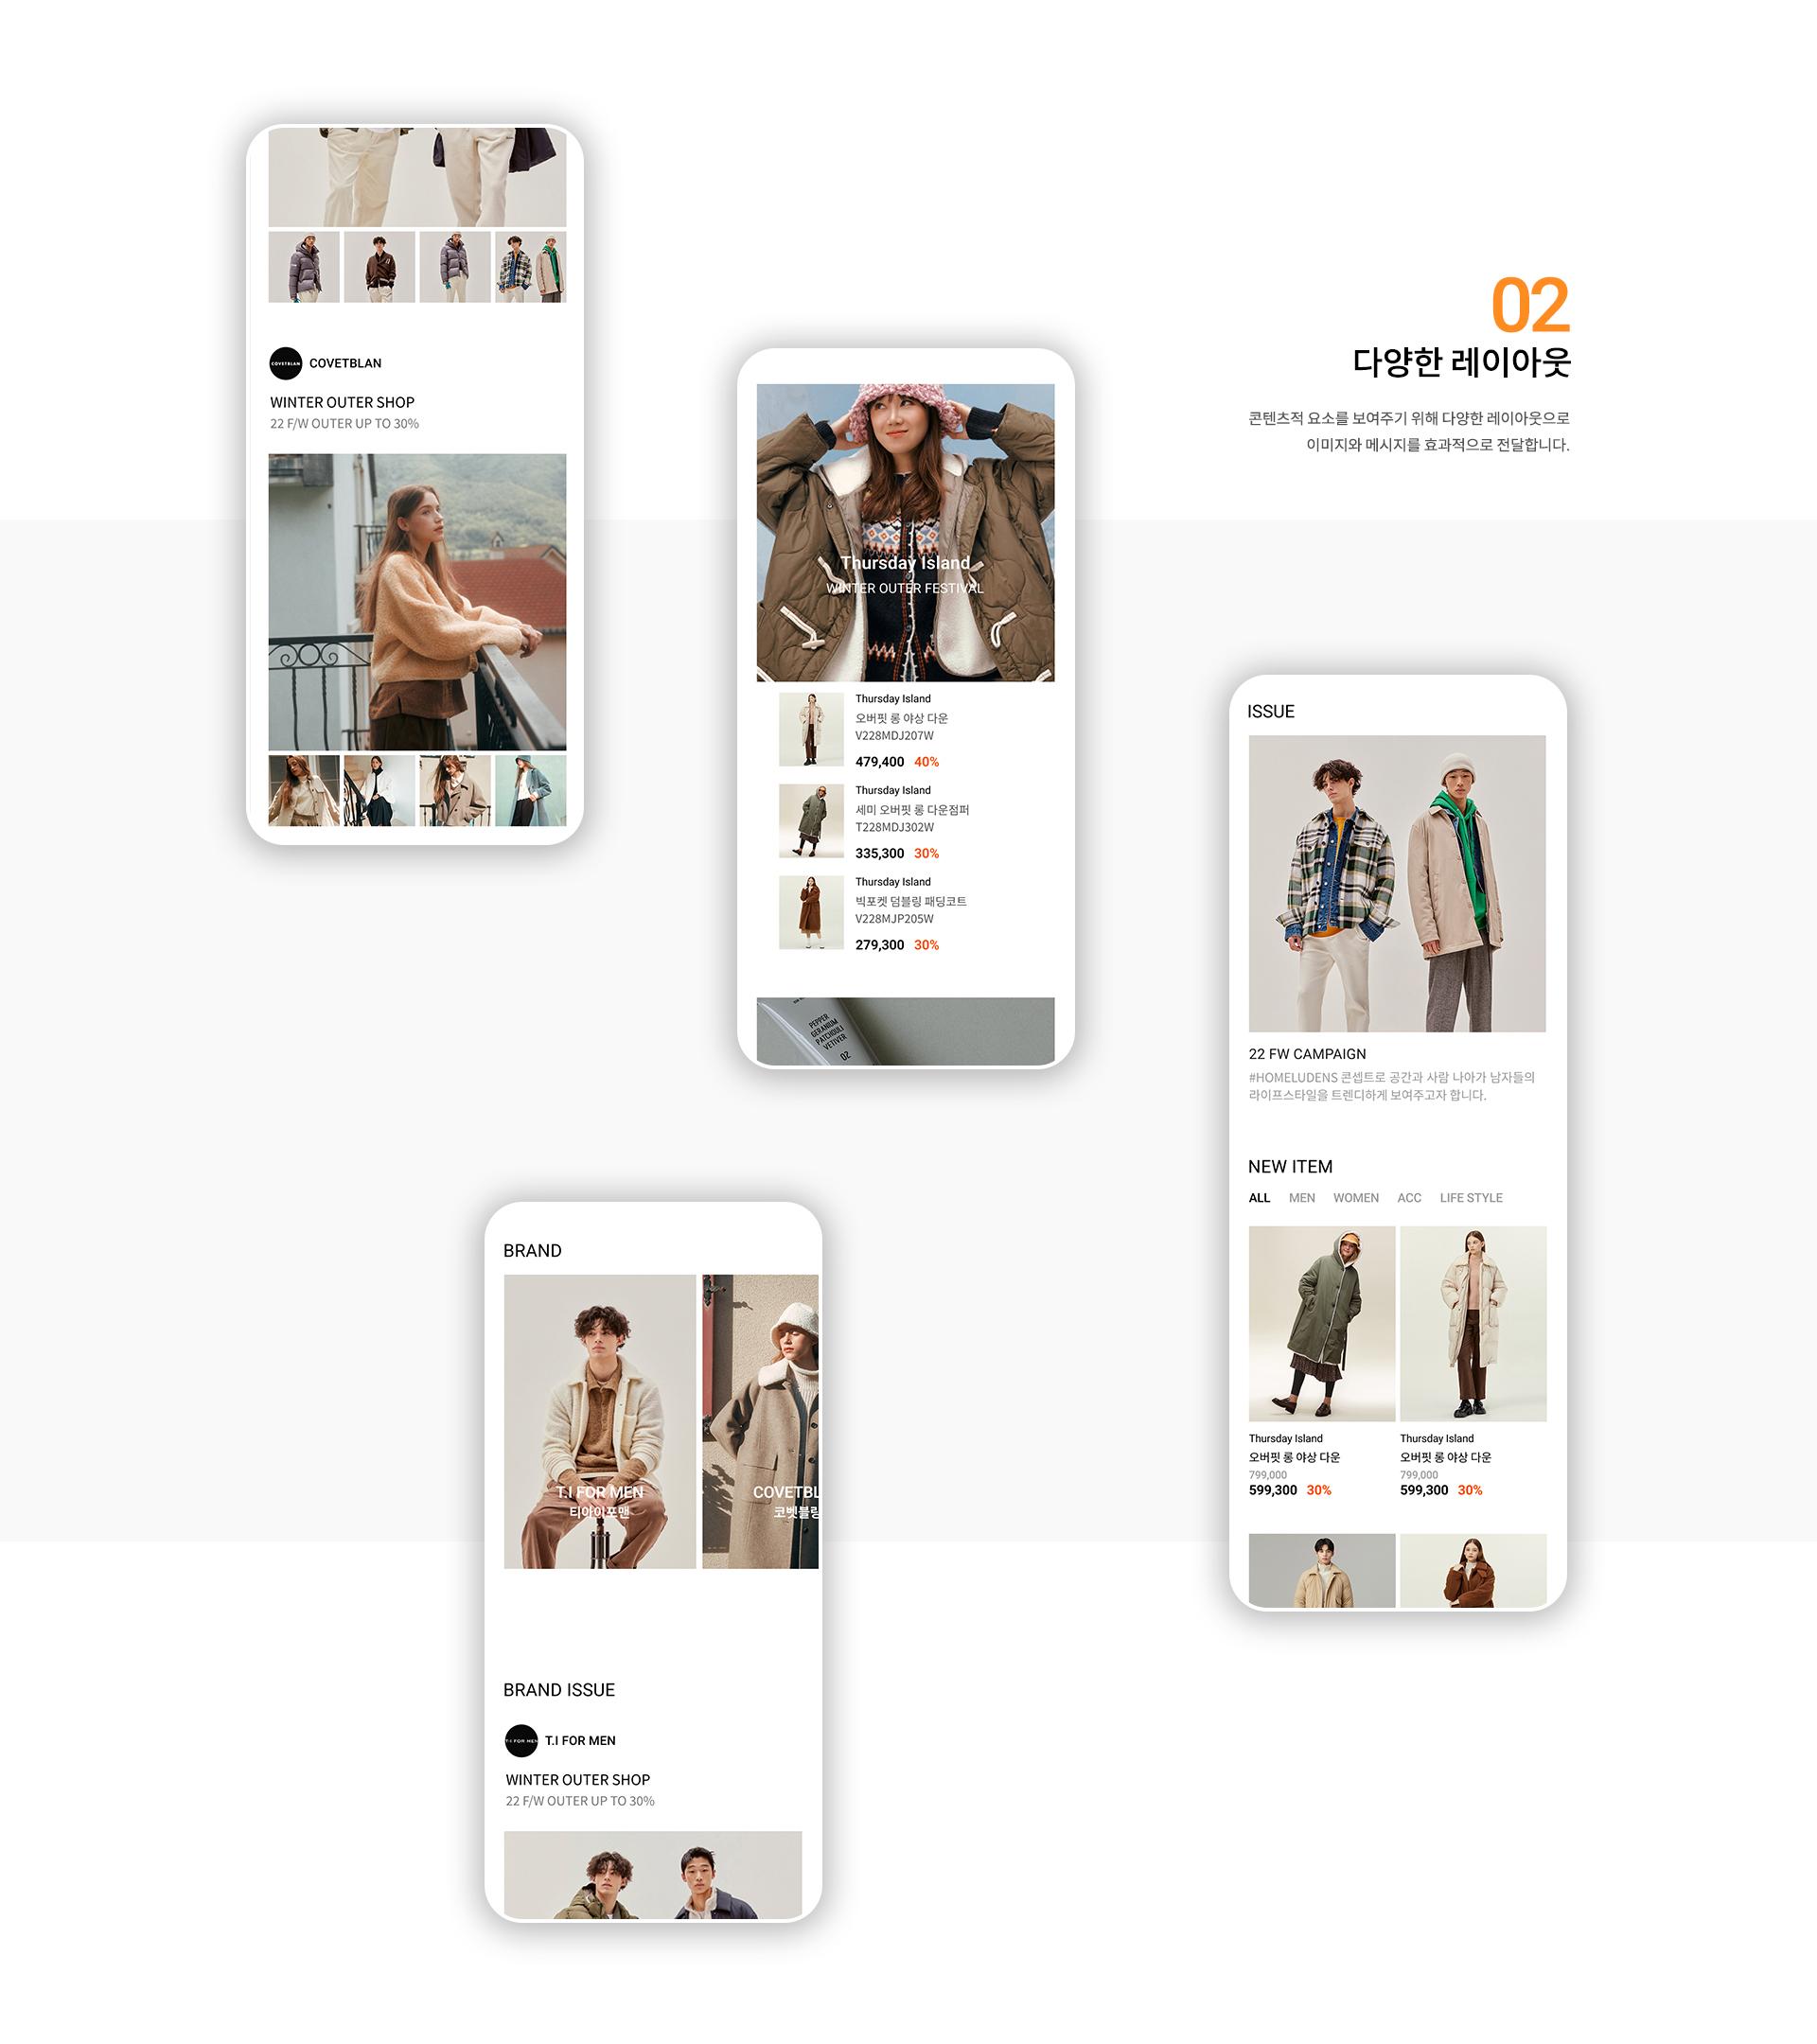 02
다양한 레이아웃
콘텐츠적 요소를 보여주기 위해 다양한 레이아웃으로
이미지와 메시지를 효과적으로 전달합니다.
COVETBLAN
COVETBLAN
WINTER OUTER SHOP
22 F/W OUTER UP TO 30%
Thursday Island
WINTER OUTER FESTIVAL
Thursday Island
오버핏 롱 야상 다운
V228MDJ207W
479,400 40%
Thursday Island
세미 오버핏 롱 다운점퍼
T228MDJ302W
335,300 30%
Thursday Island
빅포켓 덤블링 패딩코트
V228MJP205W
279,300 30%
PEPPER
GERANIUM
PATCHOULI
VETIVER
02
ISSUE
22 FW CAMPAIGN
#HOMELUDENS 콘셉트로 공간과 사람 나아가 남자들의
라이프스타일을 트렌디하게 보여주고자 합니다.
NEW ITEM
ALL MEN WOMEN ACC LIFE STYLE
Thursday Island
오버핏 롱 야상 다운
799,000
599,300 30%
Thursday Island
오버핏 롱 야상 다운
799,000
599,300 30%
BRAND
T.I FOR MEN
티아이포맨
COVETBL
코벳블링
BRAND ISSUE
T.I FOR MEN
T.I FOR MEN
WINTER OUTER SHOP
22 F/W OUTER UP TO 30%